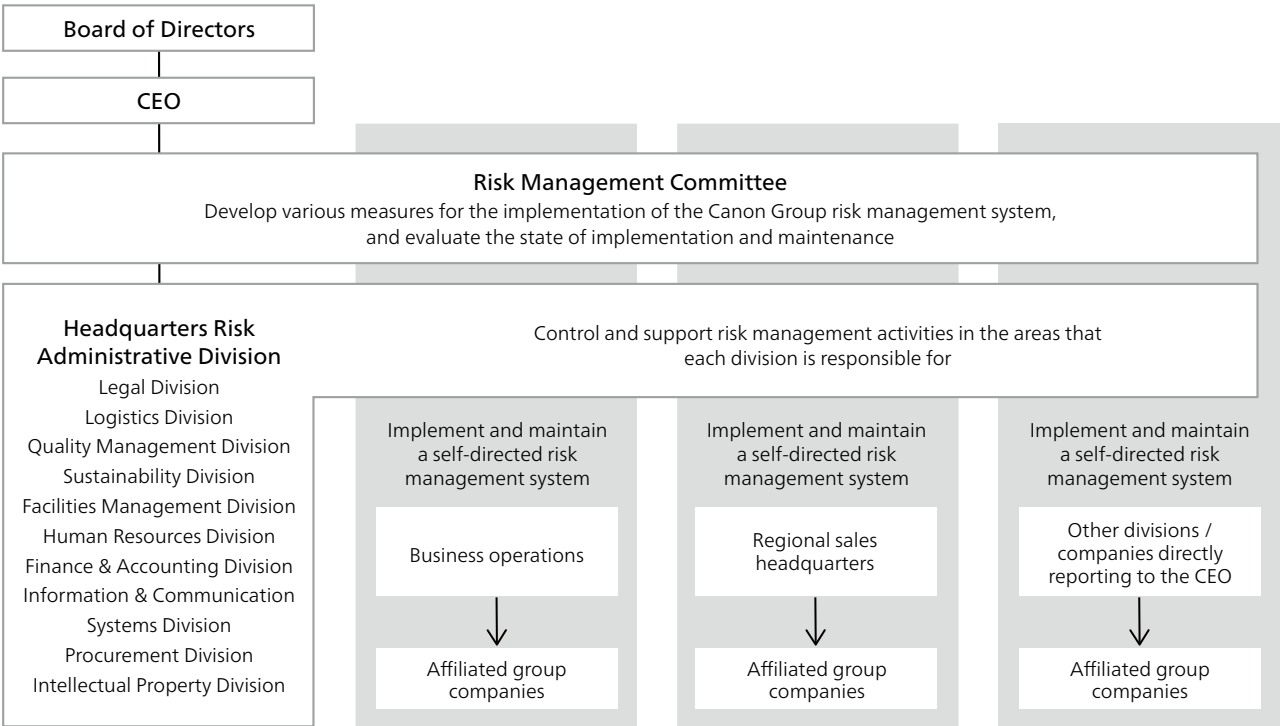 Board of Directors
CEO
Risk Management Committee
Develop various measures for the implementation of the Canon Group risk management system,
and evaluate the state of implementation and maintenance
Headquarters Risk
Administrative Division
Legal Division
Logistics Division
Quality Management Division
Sustainability Division
Facilities Management Division
Human Resources Division
Finance & Accounting Division
Information & Communication
Systems Division
Procurement Division
Intellectual Property Division
Control and support risk management activities in the areas that
each division is responsible for
Implement and maintain
a self-directed risk
management system
Business operations
Affiliated group
companies
Implement and maintain
a self-directed risk
management system
Regional sales
headquarters
Affiliated group
companies
Implement and maintain
a self-directed risk
management system
Other divisions /
companies directly
reporting to the CEO
Affiliated group
companies